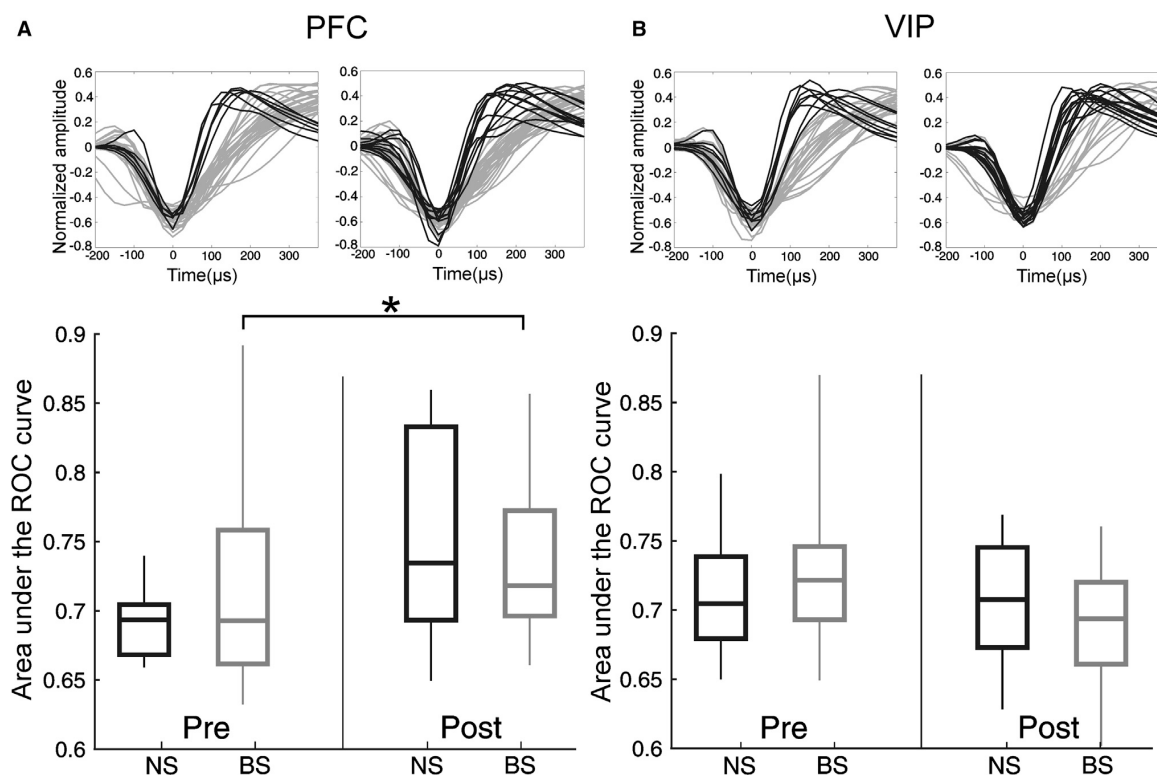 A
PFC
B
VIP
Normalized amplitude
0.6
0.4
0.2
0
-0.2
-0.4
-0.6
-0.8
-200 -100 0 100 200 300
Time(µs)
0.6
0.4
0.2
0
-0.2
-0.4
-0.6
-0.8
-200 -100 0 100 200 300
Time(µs)
Normalized amplitude
0.6
0.4
0.2
0
-0.2
-0.4
-0.6
-0.8
-200 -100 0 100 200 300
Time(µs)
0.6
0.4
0.2
0
-0.2
-0.4
-0.6
-0.8
-200 -100 0 100 200 300
Time(µs)
*
Area under the ROC curve
0.9
0.85
0.8
0.75
0.7
0.65
0.6
Pre
Post
NS BS NS BS
Area under the ROC curve
0.9
0.85
0.8
0.75
0.7
0.65
0.6
Pre
Post
NS BS NS BS